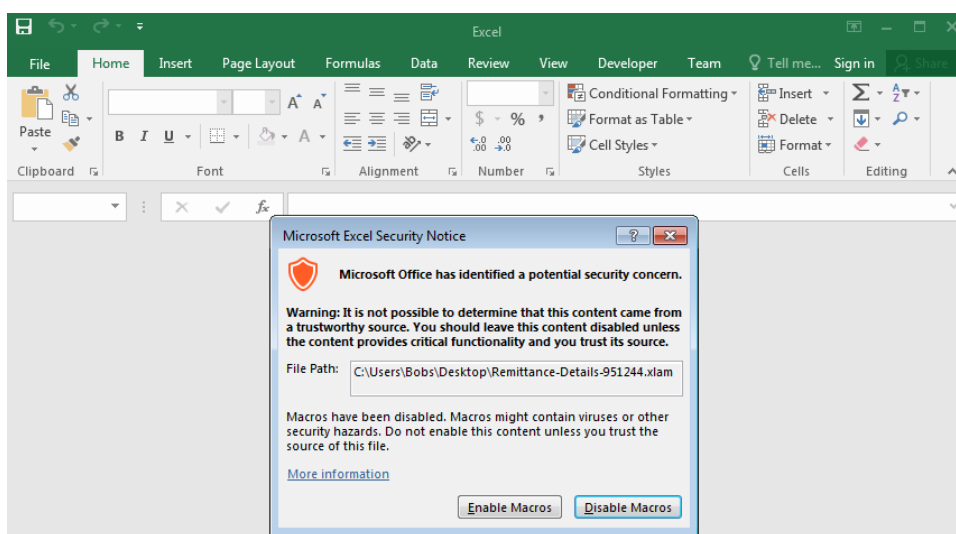 Excel
File Home Insert Page Layout Formulas Data Review View Developer Team Tell me... Sign in Share
Conditional Formatting Insert
Paste B I U A $ % , Format as Table Delete
Cell Styles Format
Clipboard Font Alignment Number Styles Cells Editing
fx
Microsoft Excel Security Notice
Microsoft Office has identified a potential security concern.
Warning: It is not possible to determine that this content came from
a trustworthy source. You should leave this content disabled unless
the content provides critical functionality and you trust its source.
File Path: C:\Users\Bobs\Desktop\Remittance-Details-951244.xlam
Macros have been disabled. Macros might contain viruses or other
security hazards. Do not enable this content unless you trust the
source of this file.
More information
Enable Macros Disable Macros